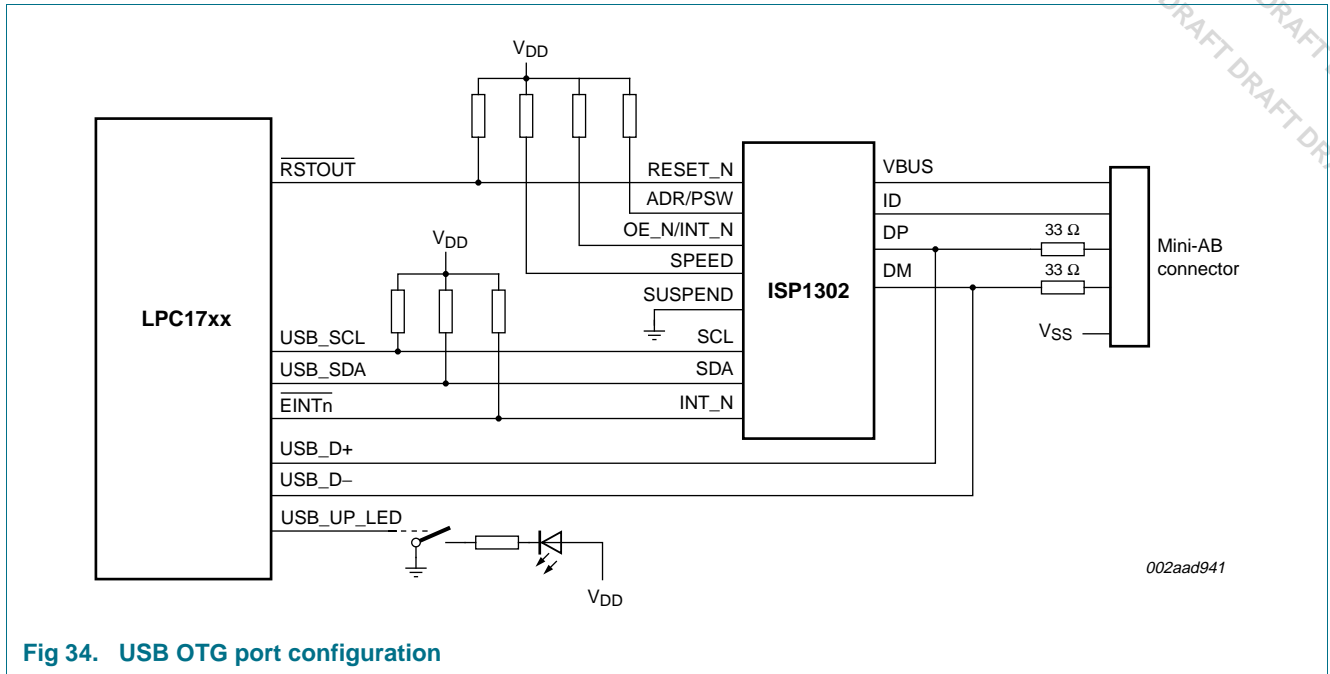 DRAFT DRAFT DRAFT DRA
VDD
RSTOUT
RESET_N
VBUS
ADR/PSW
ID
OE_N/INT_N
DP
33 Ω
SPEED
DM
33 Ω
Mini-AB
connector
VDD
SUSPEND
ISP1302
LPC17xx
VSS
USB_SCL
SCL
USB_SDA
SDA
EINTn
INT_N
USB_D+
USB_D−
USB_UP_LED
VDD
002aad941
Fig 34. USB OTG port configuration